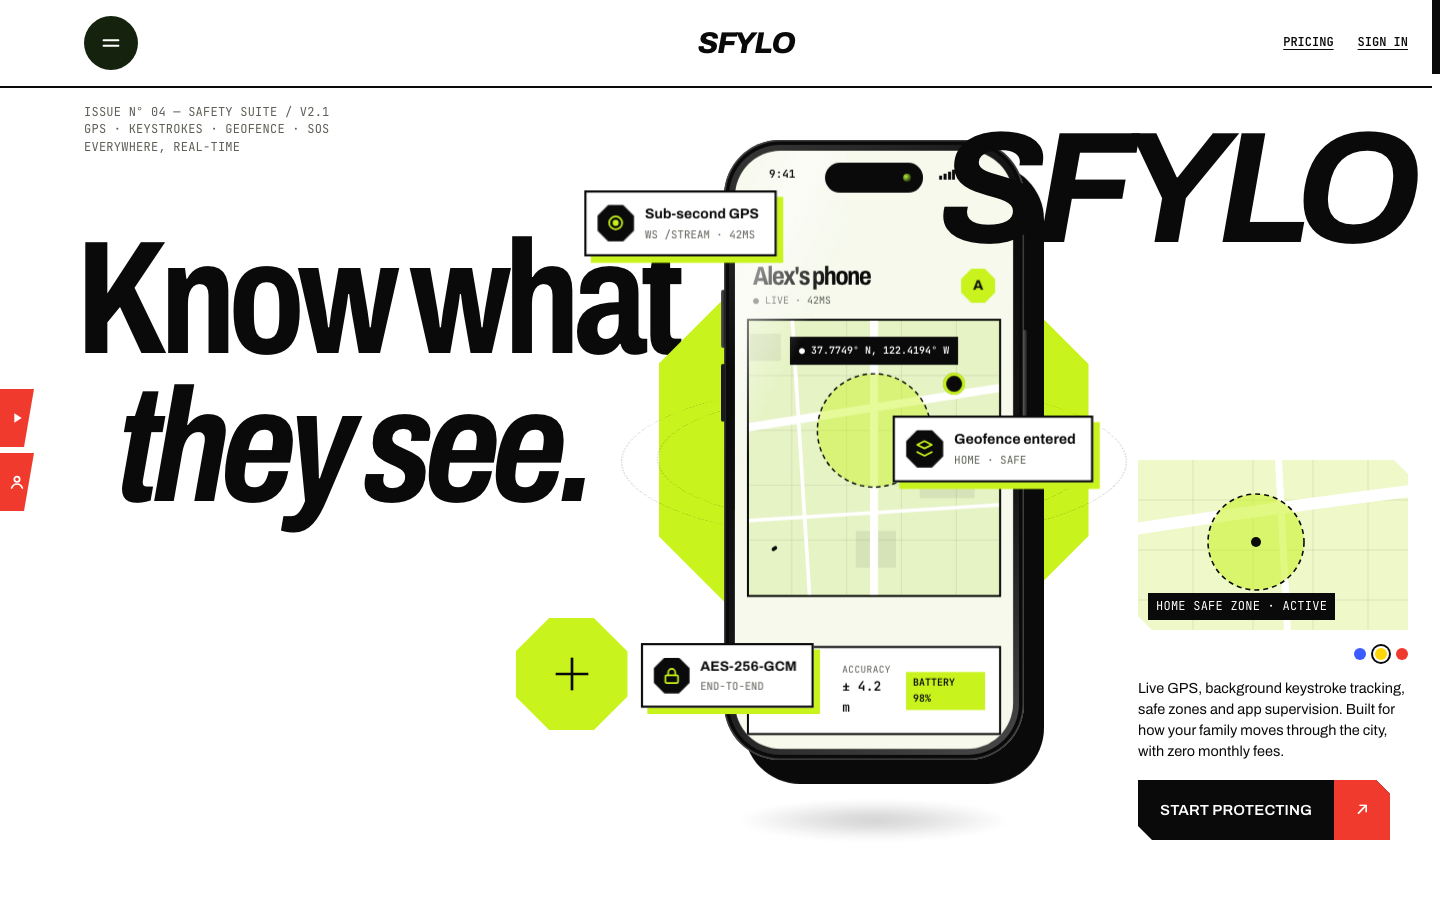 SFYLO
PRICING
SIGN IN
ISSUE N° 04 — SAFETY SUITE / V2.1
GPS · KEYSTROKES · GEOFENCE · SOS
EVERYWHERE, REAL-TIME
SFYLO
9:41
Sub-second GPS
WS /STREAM · 42MS
Know what
they see.
Alex's phone
● LIVE · 42MS
A
● 37.7749° N, 122.4194° W
Geofence entered
HOME · SAFE
AES-256-GCM
END-TO-END
ACCURACY
± 4.2
m
BATTERY
98%
HOME SAFE ZONE · ACTIVE
Live GPS, background keystroke tracking,
safe zones and app supervision. Built for
how your family moves through the city,
with zero monthly fees.
START PROTECTING